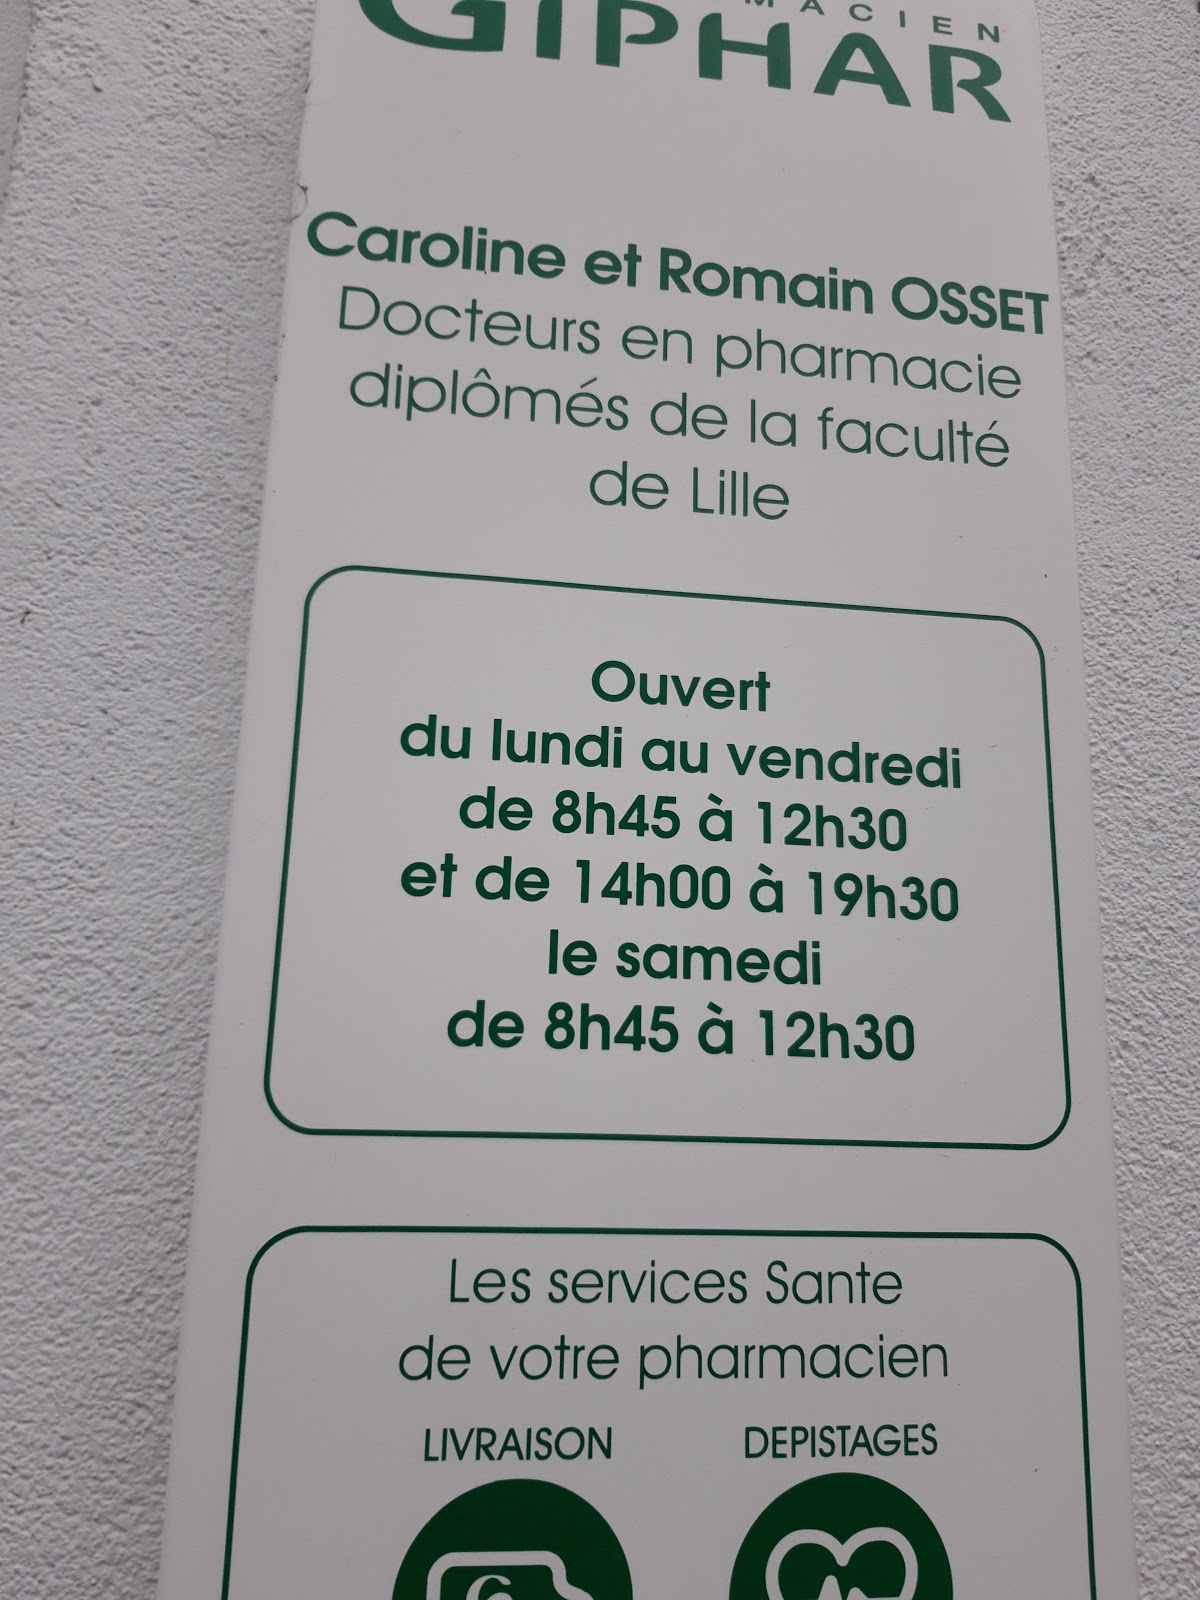 GIPHAR
Caroline et Romain OSSET
Docteurs en pharmacie
diplômés de la faculté
de Lille
Ouvert
du lundi au vendredi
de 8h45 à 12h30
et de 14h00 à 19h30
le samedi
de 8h45 à 12h30
Les services Sante
de votre pharmacien
LIVRAISON DEPISTAGES